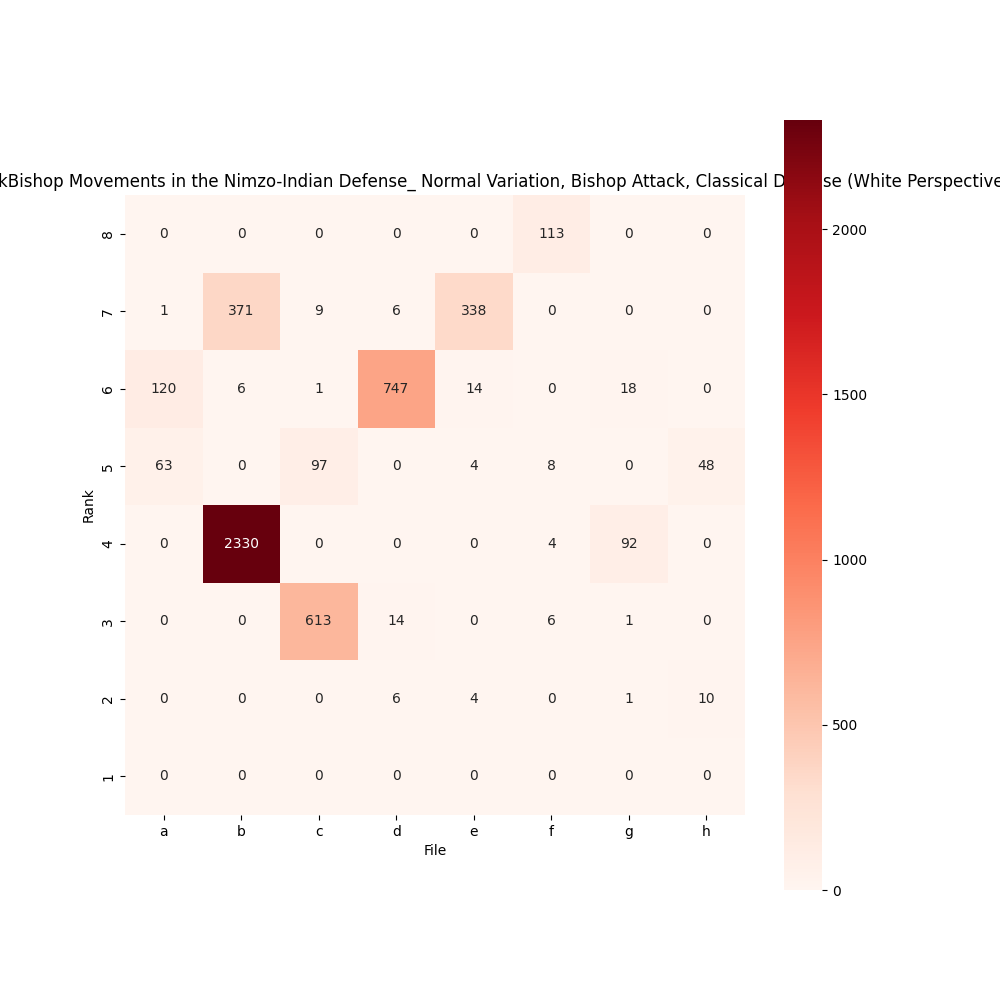 kBishop Movements in the Nimzo-Indian Defense_ Normal Variation, Bishop Attack, Classical D se (White Perspective
8 0 0 0 0 0 113 0 0
7 1 371 9 6 338 0 0 0
6 120 6 1 747 14 0 18 0
5 63 0 97 0 4 8 0 48
4 0 2330 0 0 0 4 92 0
3 0 0 613 14 0 6 1 0
2 0 0 0 6 4 0 1 10
1 0 0 0 0 0 0 0 0
a b c d e f g h
File
Rank
2000
1500
1000
500
0